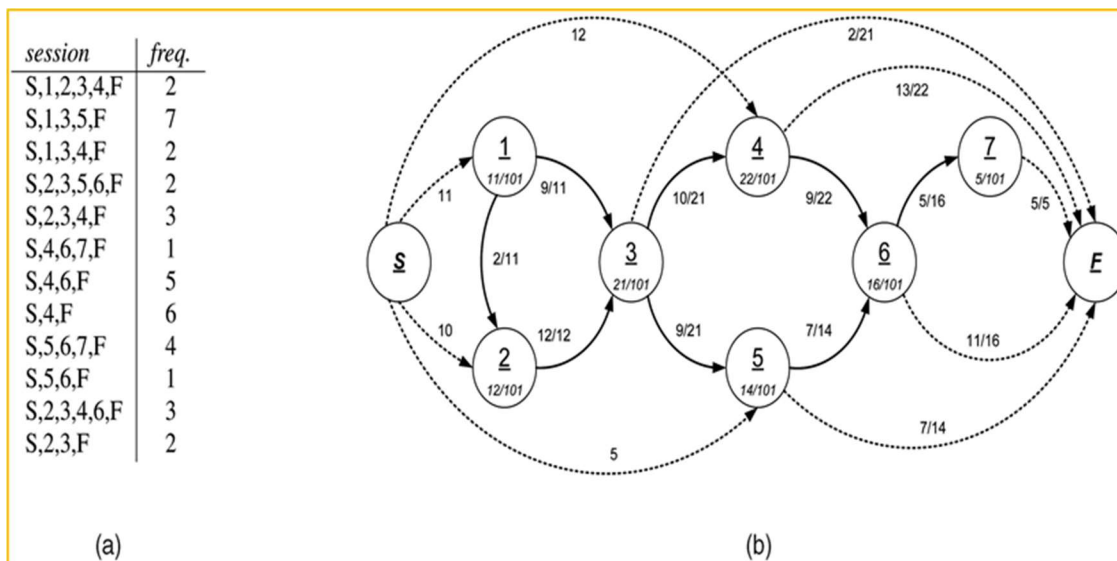 session freq.
S,1,2,3,4,F 2
S,1,3,5,F 7
S,1,3,4,F 2
S,2,3,5,6,F 2
S,2,3,4,F 3
S,4,6,7,F 1
S,4,6,F 5
S,4,F 6
S,5,6,7,F 4
S,5,6,F 1
S,2,3,4,6,F 3
S,2,3,F 2
(a)
12
2/21
13/22
1
11/101
4
22/101
7
5/101
11
9/11
10/21
9/22
5/16
5/5
S
2/11
3
21/101
6
16/101
F
10
12/12
9/21
7/14
11/16
2
12/101
5
14/101
5
7/14
(b)